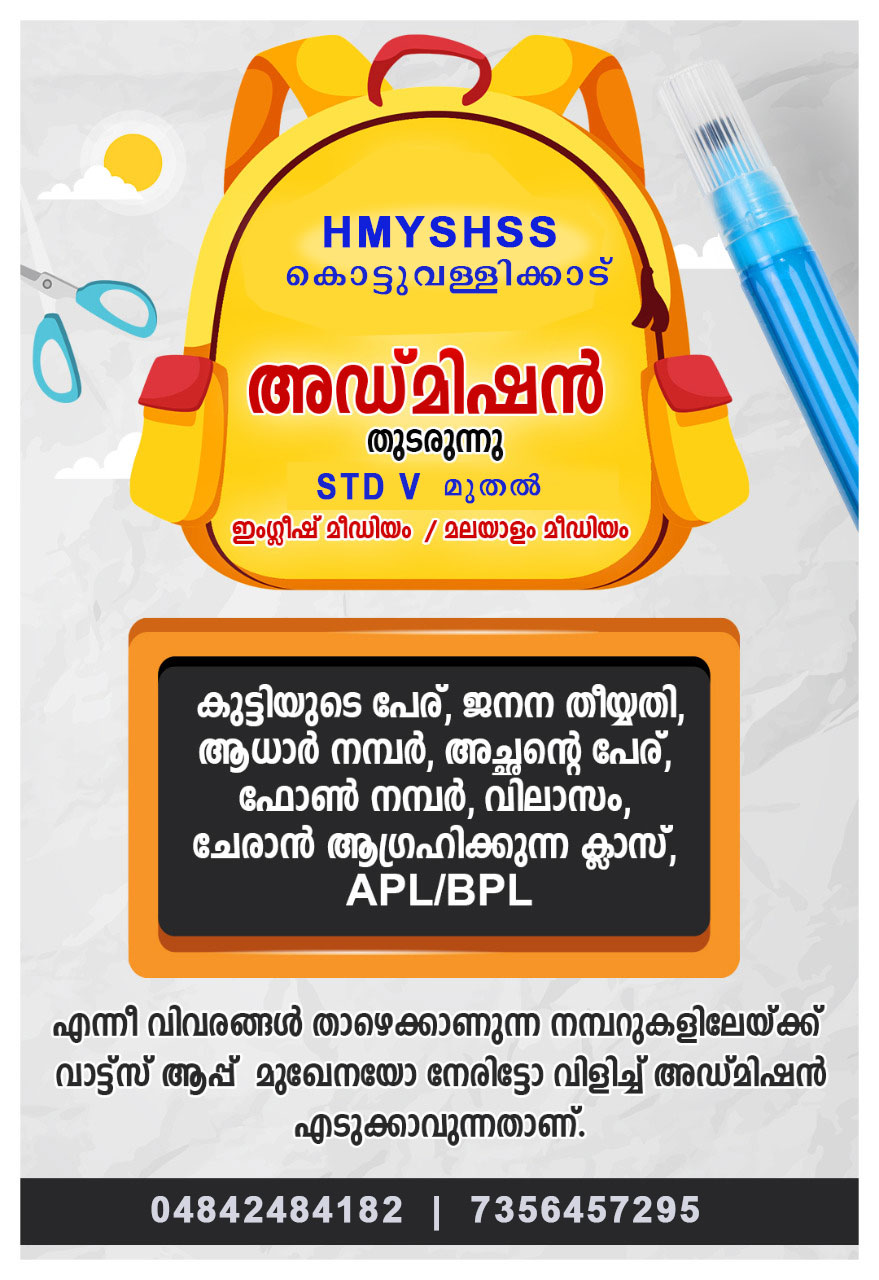 HMYSHSS
കൊട്ടുവള്ളിക്കാട്
അഡ്മിഷൻ
തുടരുന്നു
STD V മുതൽ
ഇംഗ്ലീഷ് മീഡിയം / മലയാളം മീഡിയം
കുട്ടിയുടെ പേര്, ജനന തീയ്യതി,
ആധാർ നമ്പർ, അച്ഛന്റെ പേര്,
ഫോൺ നമ്പർ, വിലാസം,
ചേരാൻ ആഗ്രഹിക്കുന്ന ക്ലാസ്,
APL/BPL
എന്നീ വിവരങ്ങൾ താഴെക്കാണുന്ന നമ്പറുകളിലേയ്ക്ക്
വാട്ട്സ് ആപ്പ് മുഖേനയോ നേരിട്ടോ വിളിച്ച് അഡ്മിഷൻ
എടുക്കാവുന്നതാണ്.
04842484182 | 7356457295